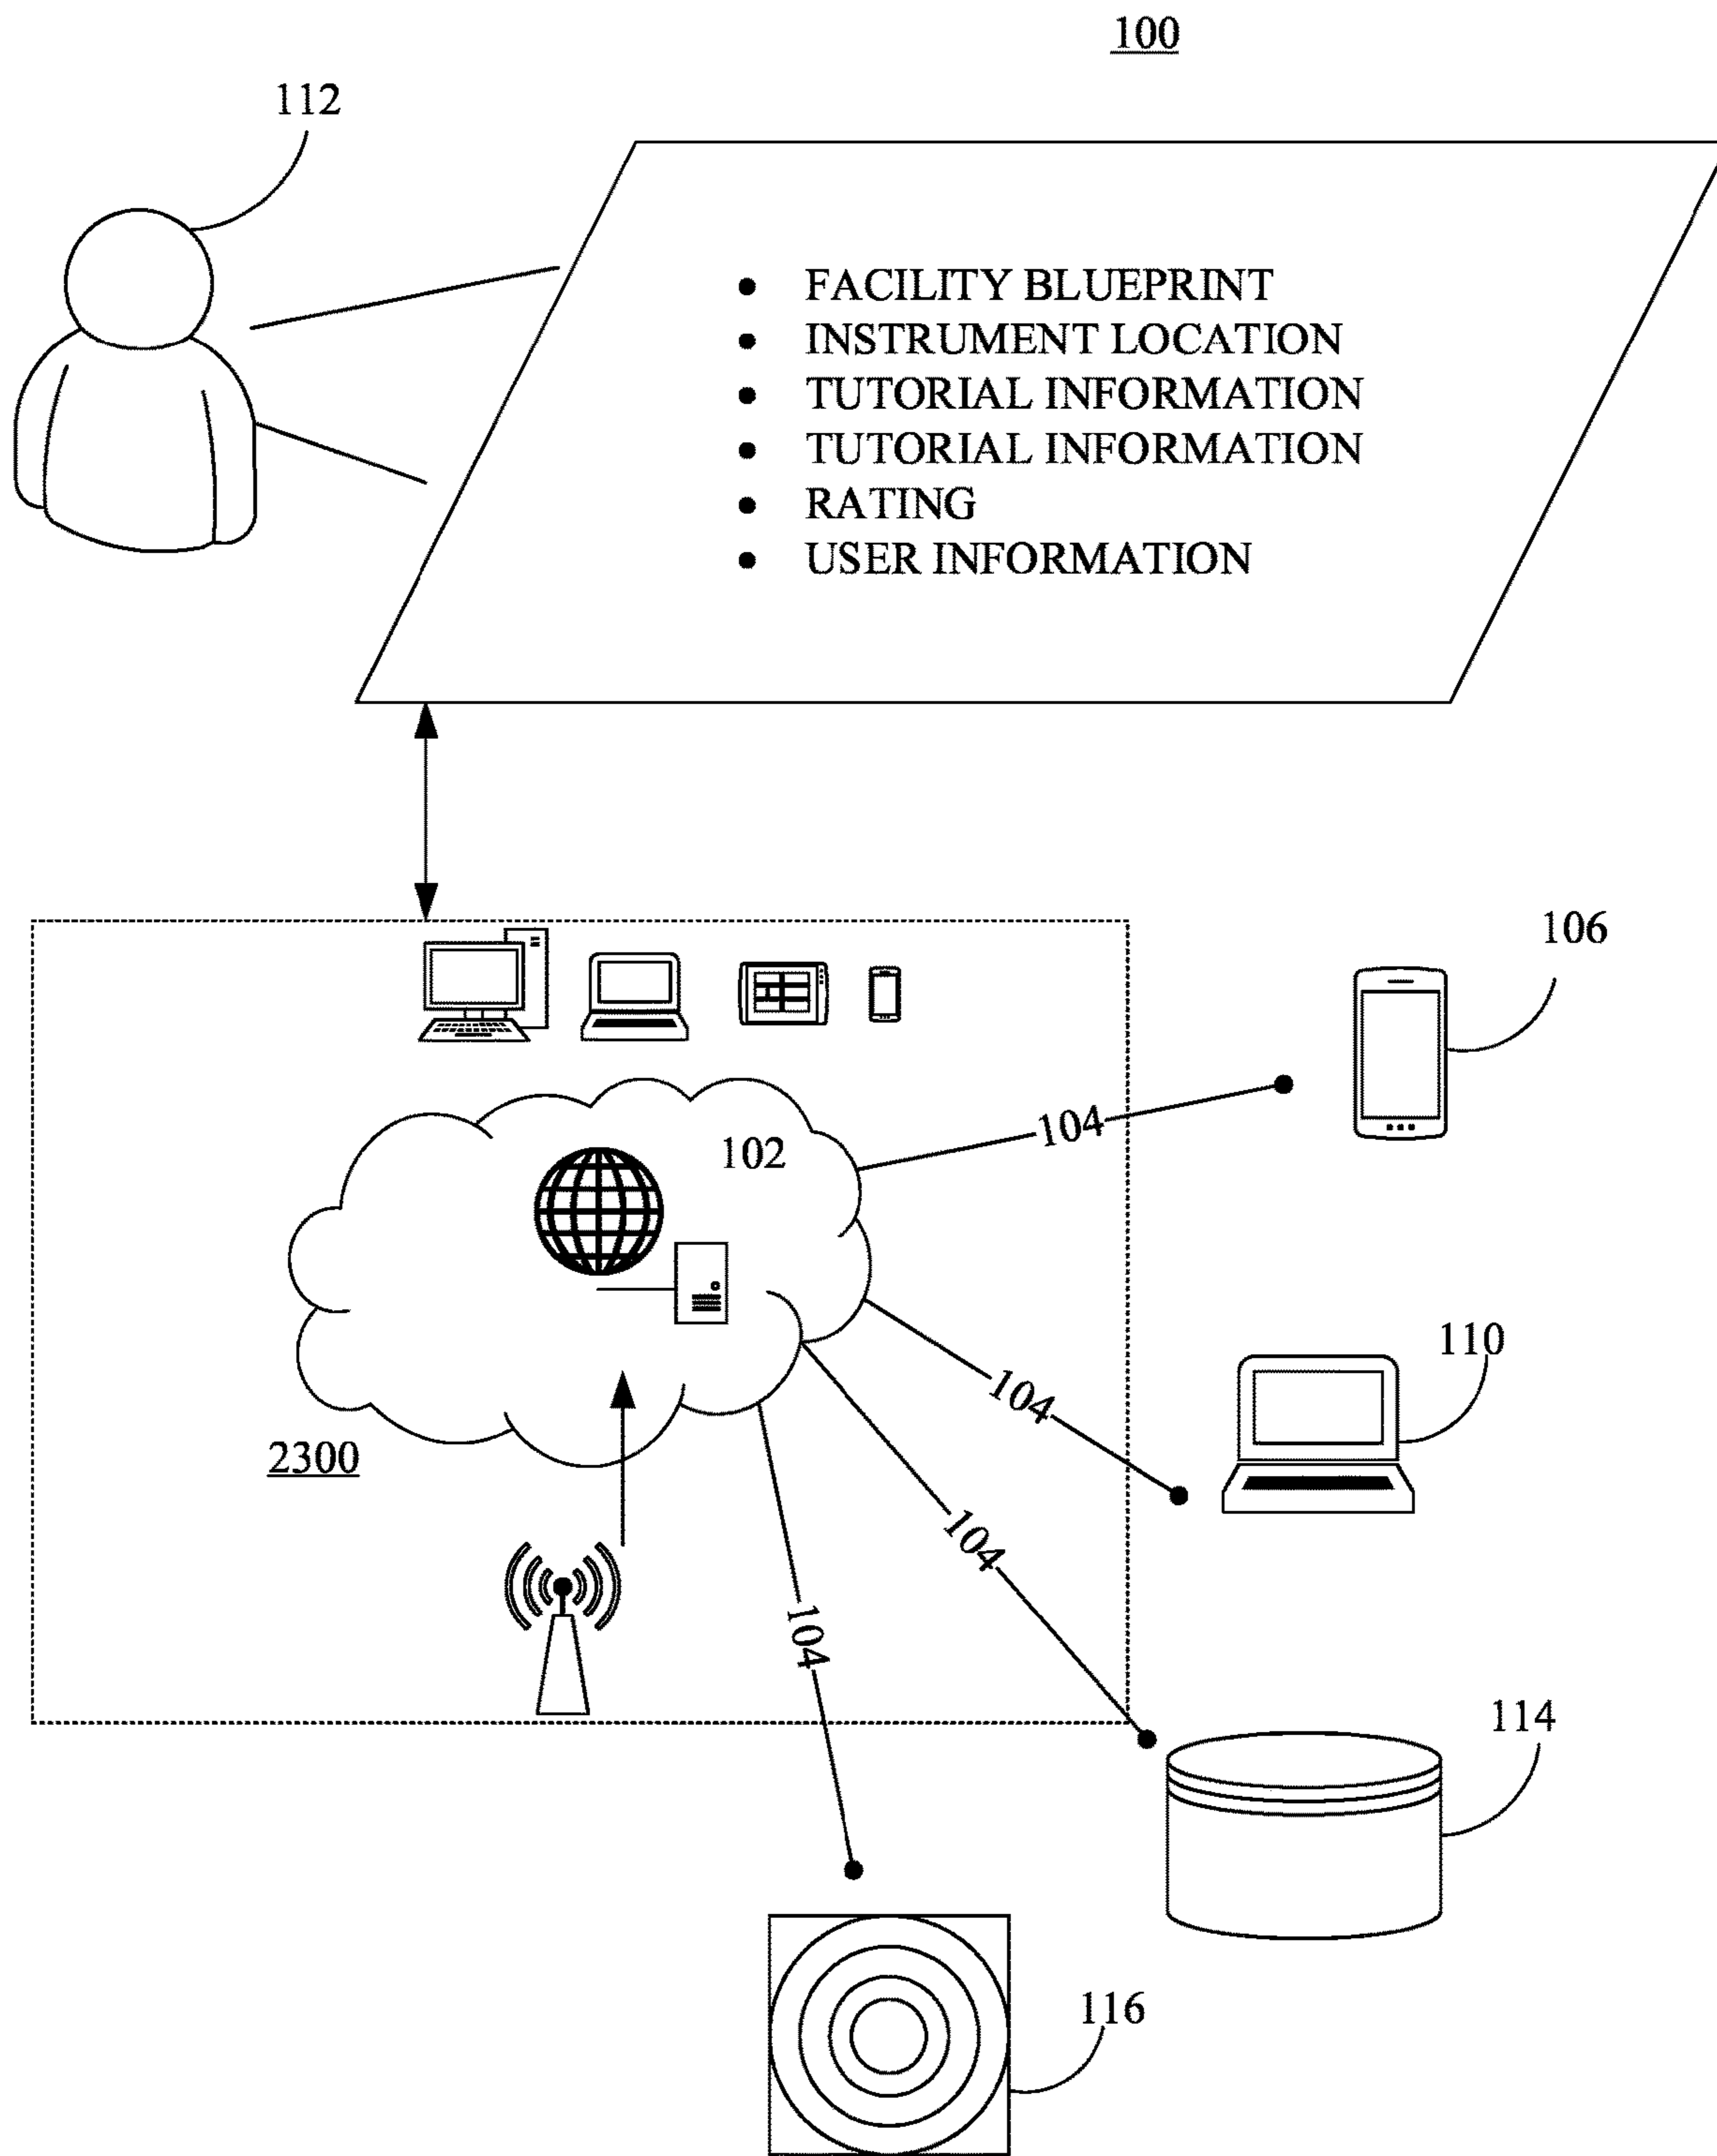 100
112
• FACILITY BLUEPRINT
• INSTRUMENT LOCATION
• TUTORIAL INFORMATION
• TUTORIAL INFORMATION
• RATING
• USER INFORMATION
106
104
102
110
104
2300
104
104
114
116